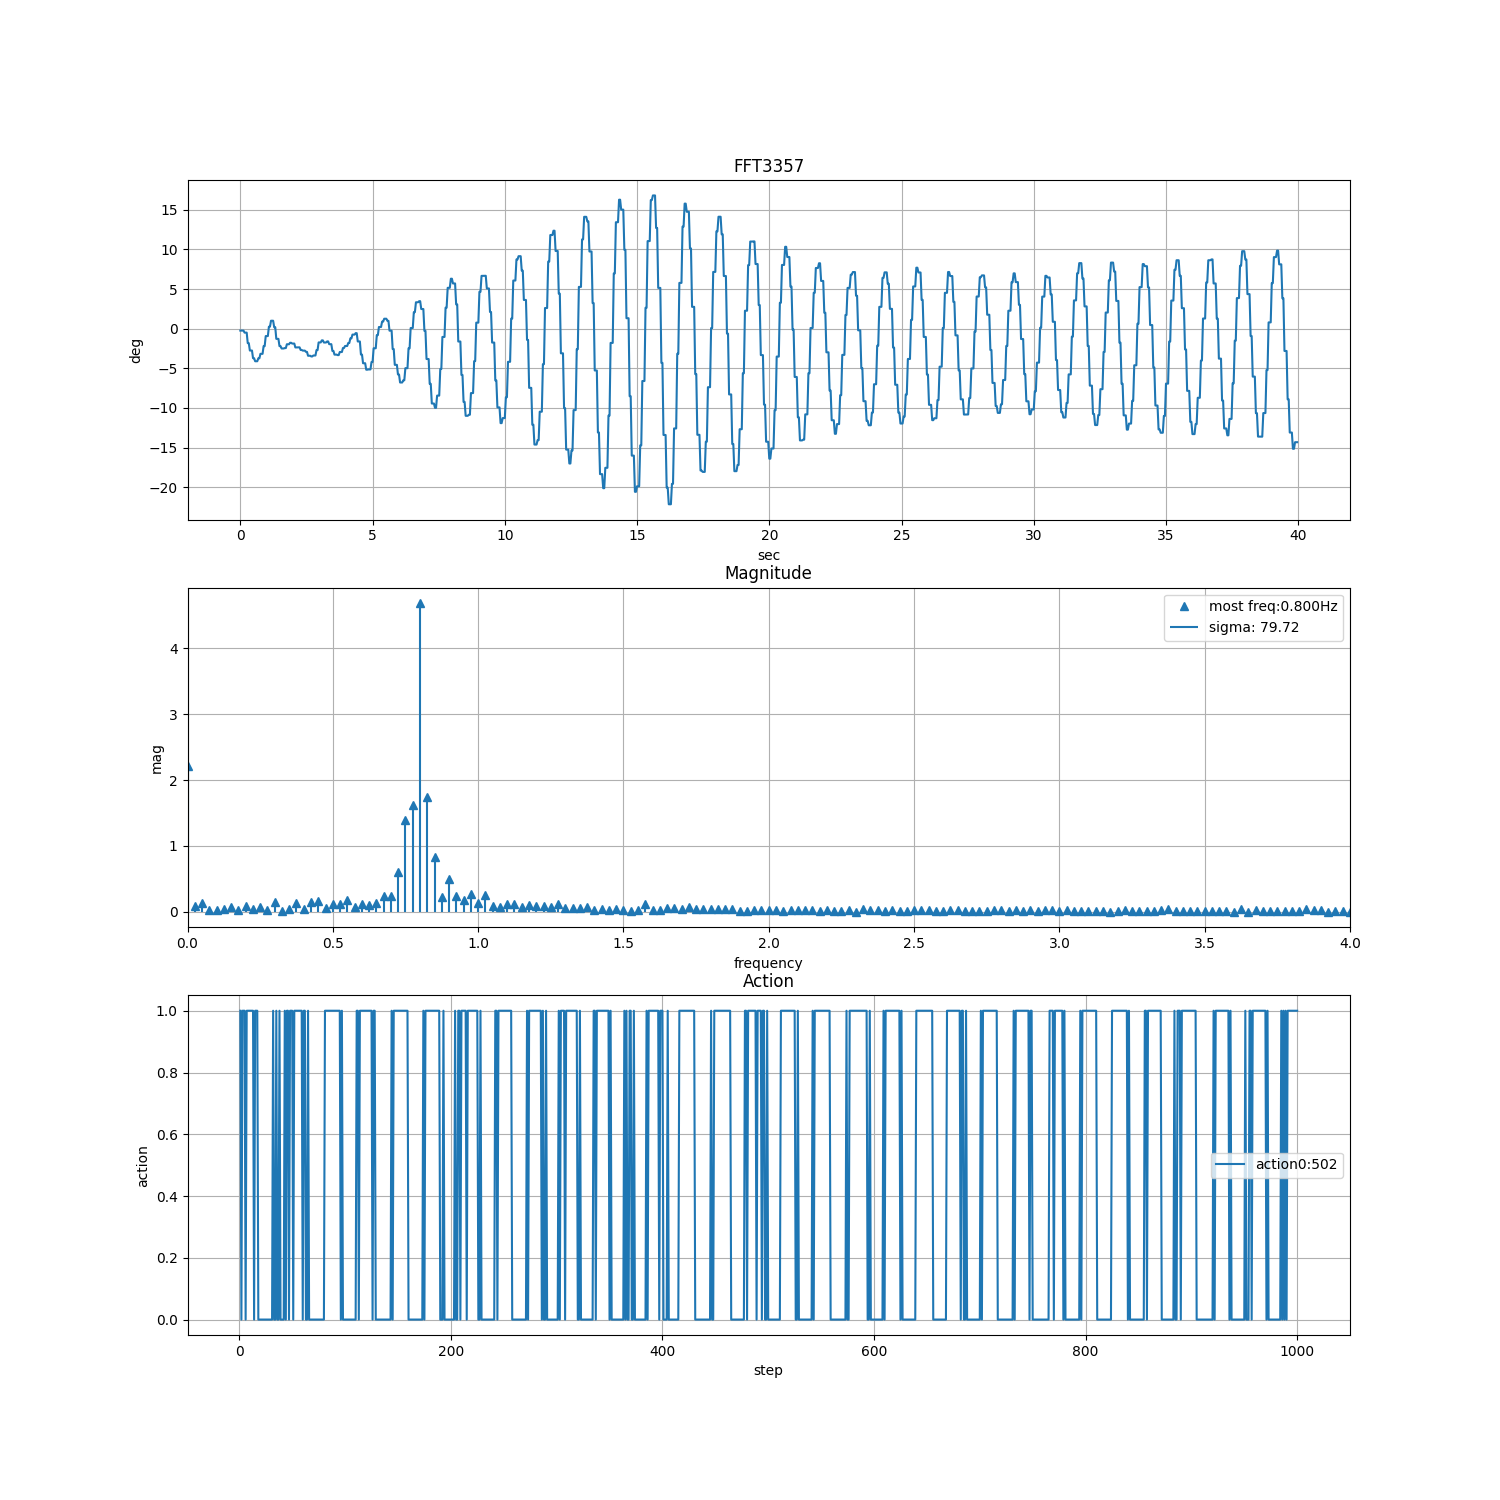 FFT3357
15
10
5
0
−5
−10
−15
−20
deg
0 5 10 15 20 25 30 35 40
sec
Magnitude
most freq:0.800Hz
sigma: 79.72
4
3
2
1
0
mag
0.0 0.5 1.0 1.5 2.0 2.5 3.0 3.5 4.0
frequency
Action
1.0
0.8
0.6
0.4
0.2
0.0
action
action0:502
0 200 400 600 800 1000
step